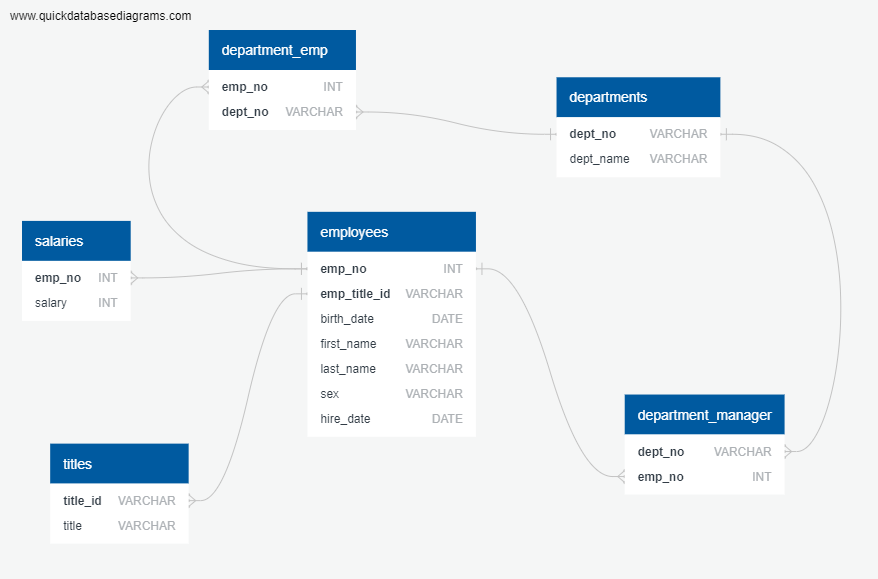 www.quickdatabasediagrams.com
department_emp
emp_no INT
dept_no VARCHAR
departments
dept_no VARCHAR
dept_name VARCHAR
salaries
emp_no INT
salary INT
employees
emp_no INT
emp_title_id VARCHAR
birth_date DATE
first_name VARCHAR
last_name VARCHAR
sex VARCHAR
hire_date DATE
department_manager
dept_no VARCHAR
emp_no INT
titles
title_id VARCHAR
title VARCHAR